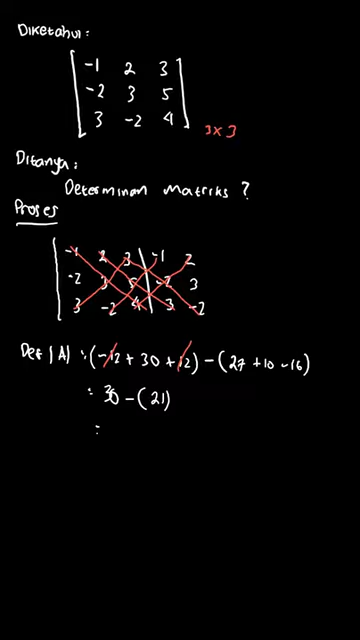 Diketahui:
-1 2 3
-2 3 5
3 -2 4
3x3
Ditanya:
Determinan Matriks ?
Proses
-1 2 3 -1 2
-2 3 5 -2 3
3 -2 4 3 -2
Det |A| = (-12 + 30 + 12) - (27 + 10 - 16)
= 30 - (21)
=